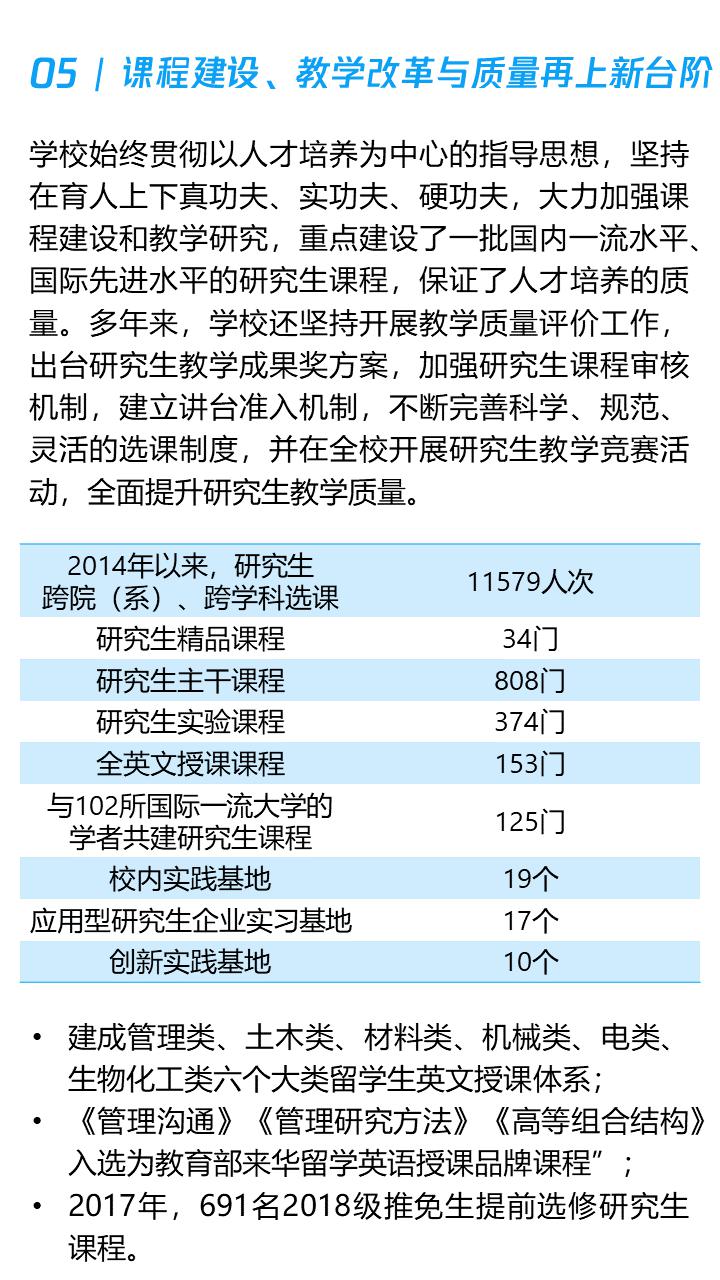 05 | 课程建设、教学改革与质量再上新台阶
学校始终贯彻以人才培养为中心的指导思想，坚持
在育人上下真功夫、实功夫、硬功夫，大力加强课
程建设和教学研究，重点建设了一批国内一流水平、
国际先进水平的研究生课程，保证了人才培养的质
量。多年来，学校还坚持开展教学质量评价工作，
出台研究生教学成果奖方案，加强研究生课程审核
机制，建立讲台准入机制，不断完善科学、规范、
灵活的选课制度，并在全校开展研究生教学竞赛活
动，全面提升研究生教学质量。
2014年以来，研究生
跨院（系）、跨学科选课
11579人次
研究生精品课程 34门
研究生主干课程 808门
研究生实验课程 374门
全英文授课课程 153门
与102所国际一流大学的
学者共建研究生课程
125门
校内实践基地 19个
应用型研究生企业实习基地 17个
创新实践基地 10个
• 建成管理类、土木类、材料类、机械类、电类、
生物化工类六个大类留学生英文授课体系；
• 《管理沟通》《管理研究方法》《高等组合结构》
入选为教育部来华留学英语授课品牌课程”；
• 2017年，691名2018级推免生提前选修研究生
课程。